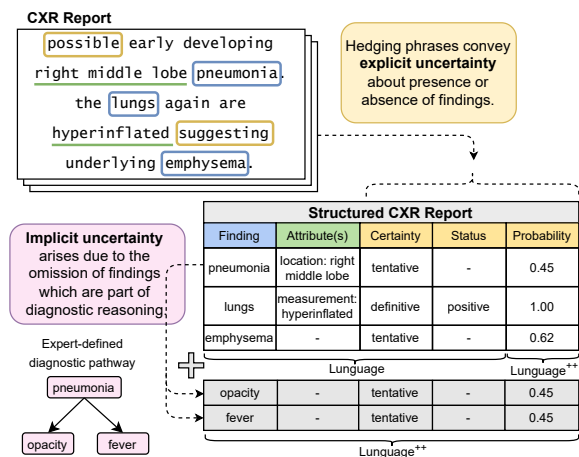 CXR Report
possible early developing
right middle lobe pneumonia.
the lungs again are
hyperinflated suggesting
underlying emphysema.
Hedging phrases convey
explicit uncertainty
about presence or
absence of findings.
Implicit uncertainty
arises due to the
omission of findings
which are part of
diagnostic reasoning.
Expert-defined
diagnostic pathway
pneumonia
opacity fever
Structured CXR Report
Finding Attribute(s) Certainty Status Probability
pneumonia location: right middle lobe tentative - 0.45
lungs measurement: hyperinflated definitive positive 1.00
emphysema - tentative - 0.62
Lunguage Lunguage++
opacity - tentative - 0.45
fever - tentative - 0.45
Lunguage++